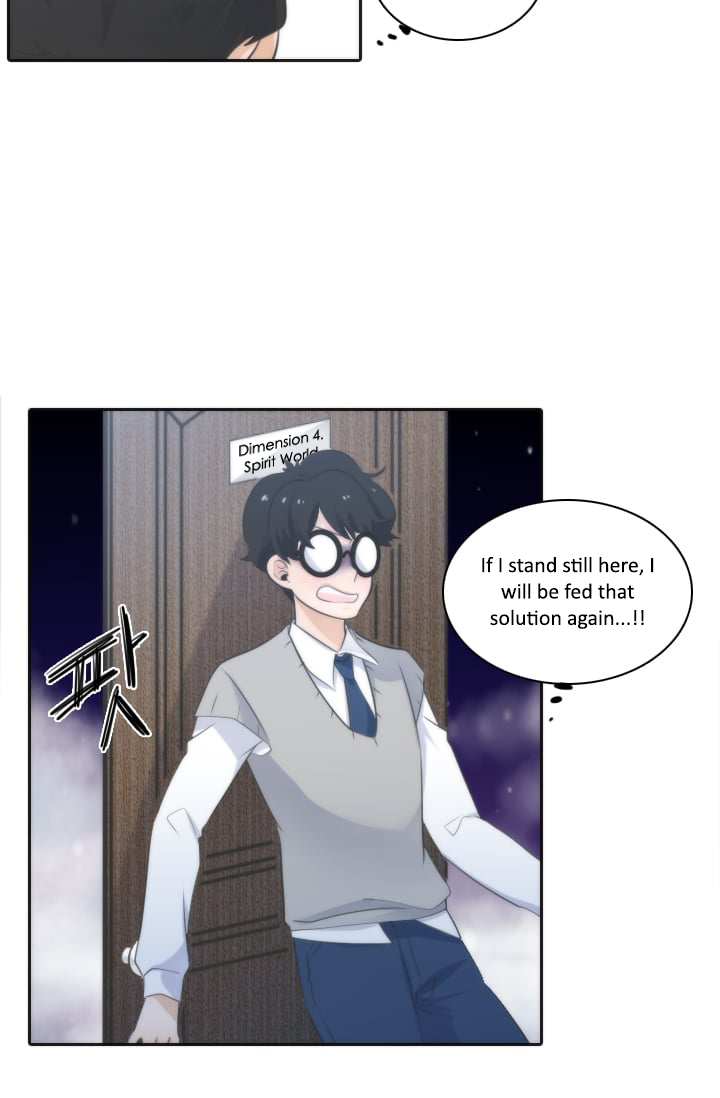 Dimension 4.
Spirit World
If I stand still here, I
will be fed that
solution again...!!
팟